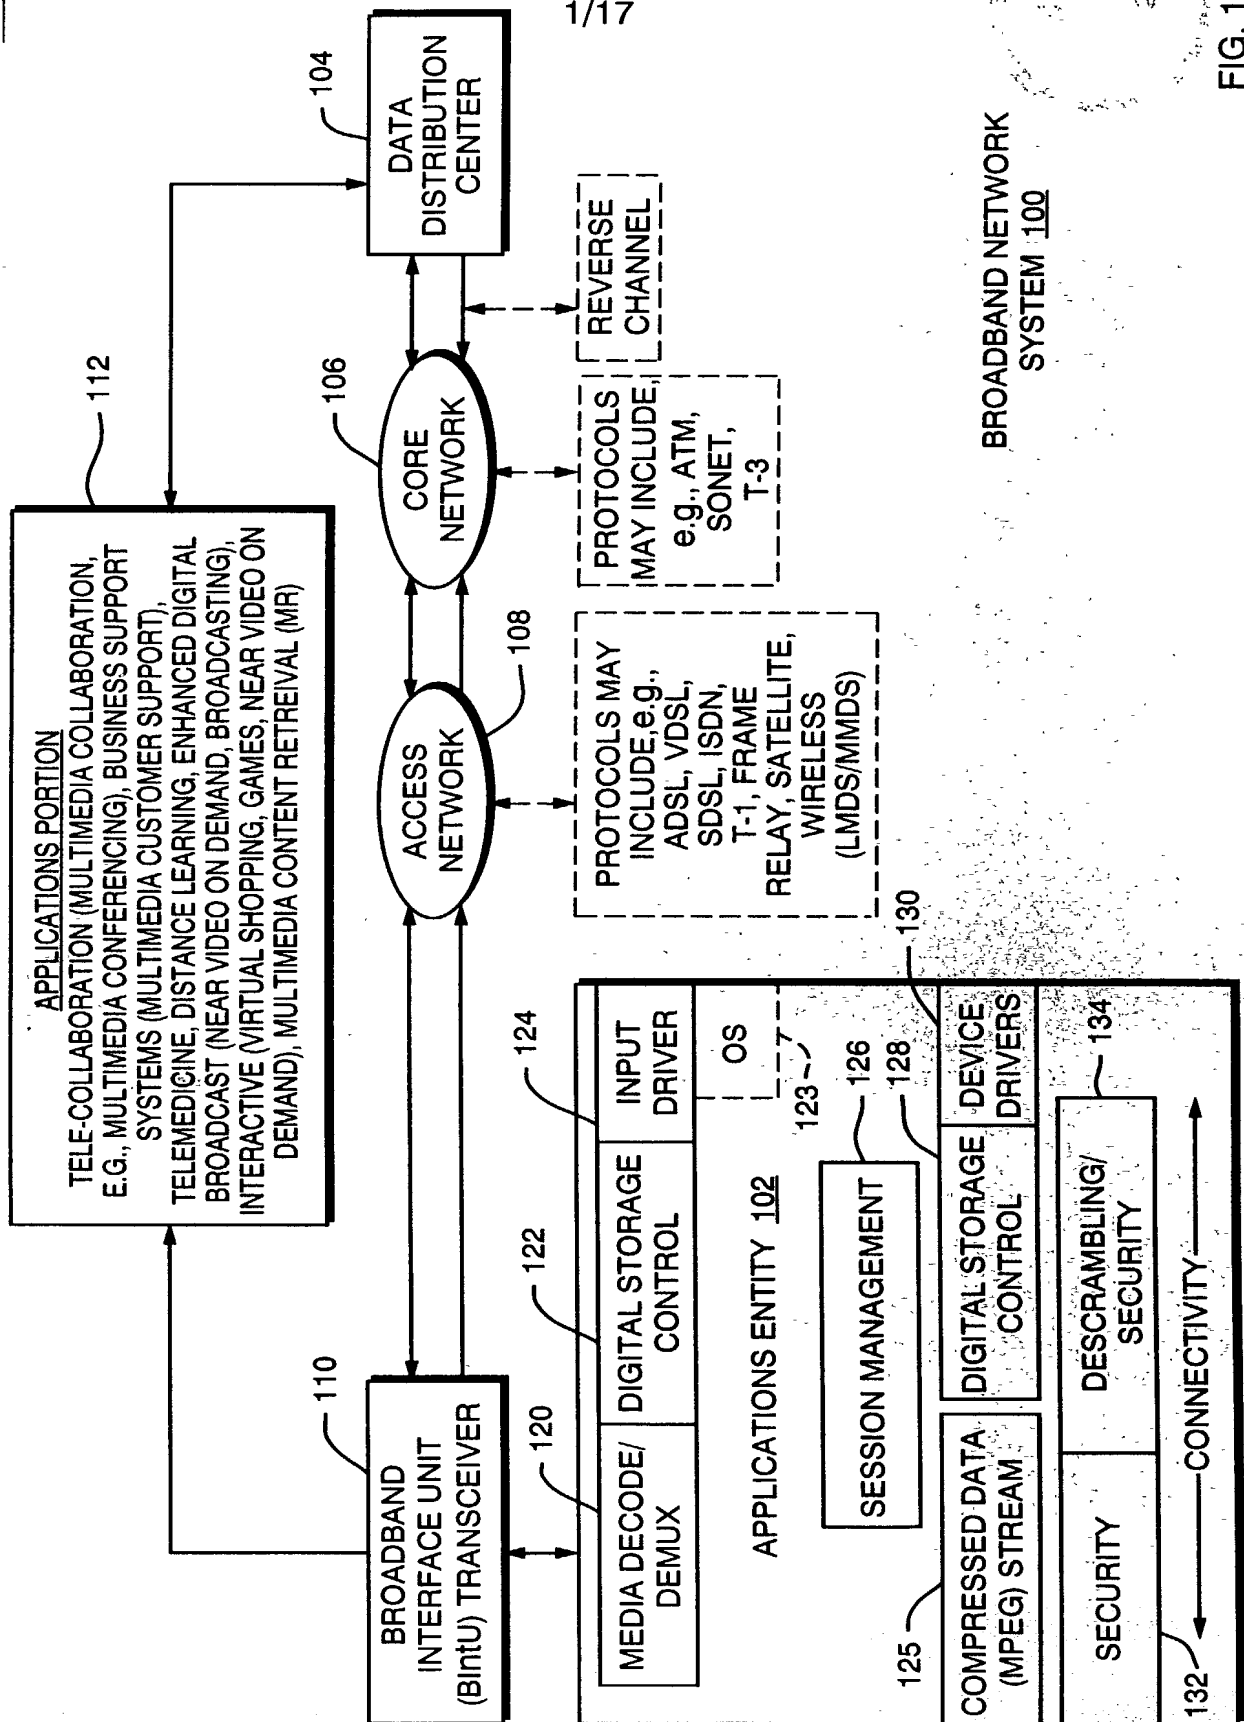 1/17
APPLICATIONS PORTION
TELE-COLLABORATION (MULTIMEDIA COLLABORATION,
E.G., MULTIMEDIA CONFERENCING), BUSINESS SUPPORT
SYSTEMS (MULTIMEDIA CUSTOMER SUPPORT),
TELEMEDICINE, DISTANCE LEARNING, ENHANCED DIGITAL
BROADCAST (NEAR VIDEO ON DEMAND, BROADCASTING),
INTERACTIVE (VIRTUAL SHOPPING, GAMES, NEAR VIDEO ON
DEMAND), MULTIMEDIA CONTENT RETREIVAL (MR)
112
110
BROADBAND
INTERFACE UNIT
(BIntU) TRANSCEIVER
ACCESS
NETWORK
108
CORE
NETWORK
106
DATA
DISTRIBUTION
CENTER
104
PROTOCOLS MAY
INCLUDE,e.g.,
ADSL, VDSL,
SDSL, ISDN,
T-1, FRAME
RELAY, SATELLITE,
WIRELESS
(LMDS/MMDS)
PROTOCOLS
MAY INCLUDE,
e.g., ATM,
SONET,
T-3
REVERSE
CHANNEL
120
122
124
MEDIA DECODE/
DEMUX
DIGITAL STORAGE
CONTROL
INPUT
DRIVER
OS
123
APPLICATIONS ENTITY 102
SESSION MANAGEMENT
126
128
130
125
COMPRESSED DATA
(MPEG) STREAM
DIGITAL STORAGE
CONTROL
DEVICE
DRIVERS
SECURITY
DESCRAMBLING/
SECURITY
134
132
CONNECTIVITY
BROADBAND NETWORK
SYSTEM 100
FIG. 1